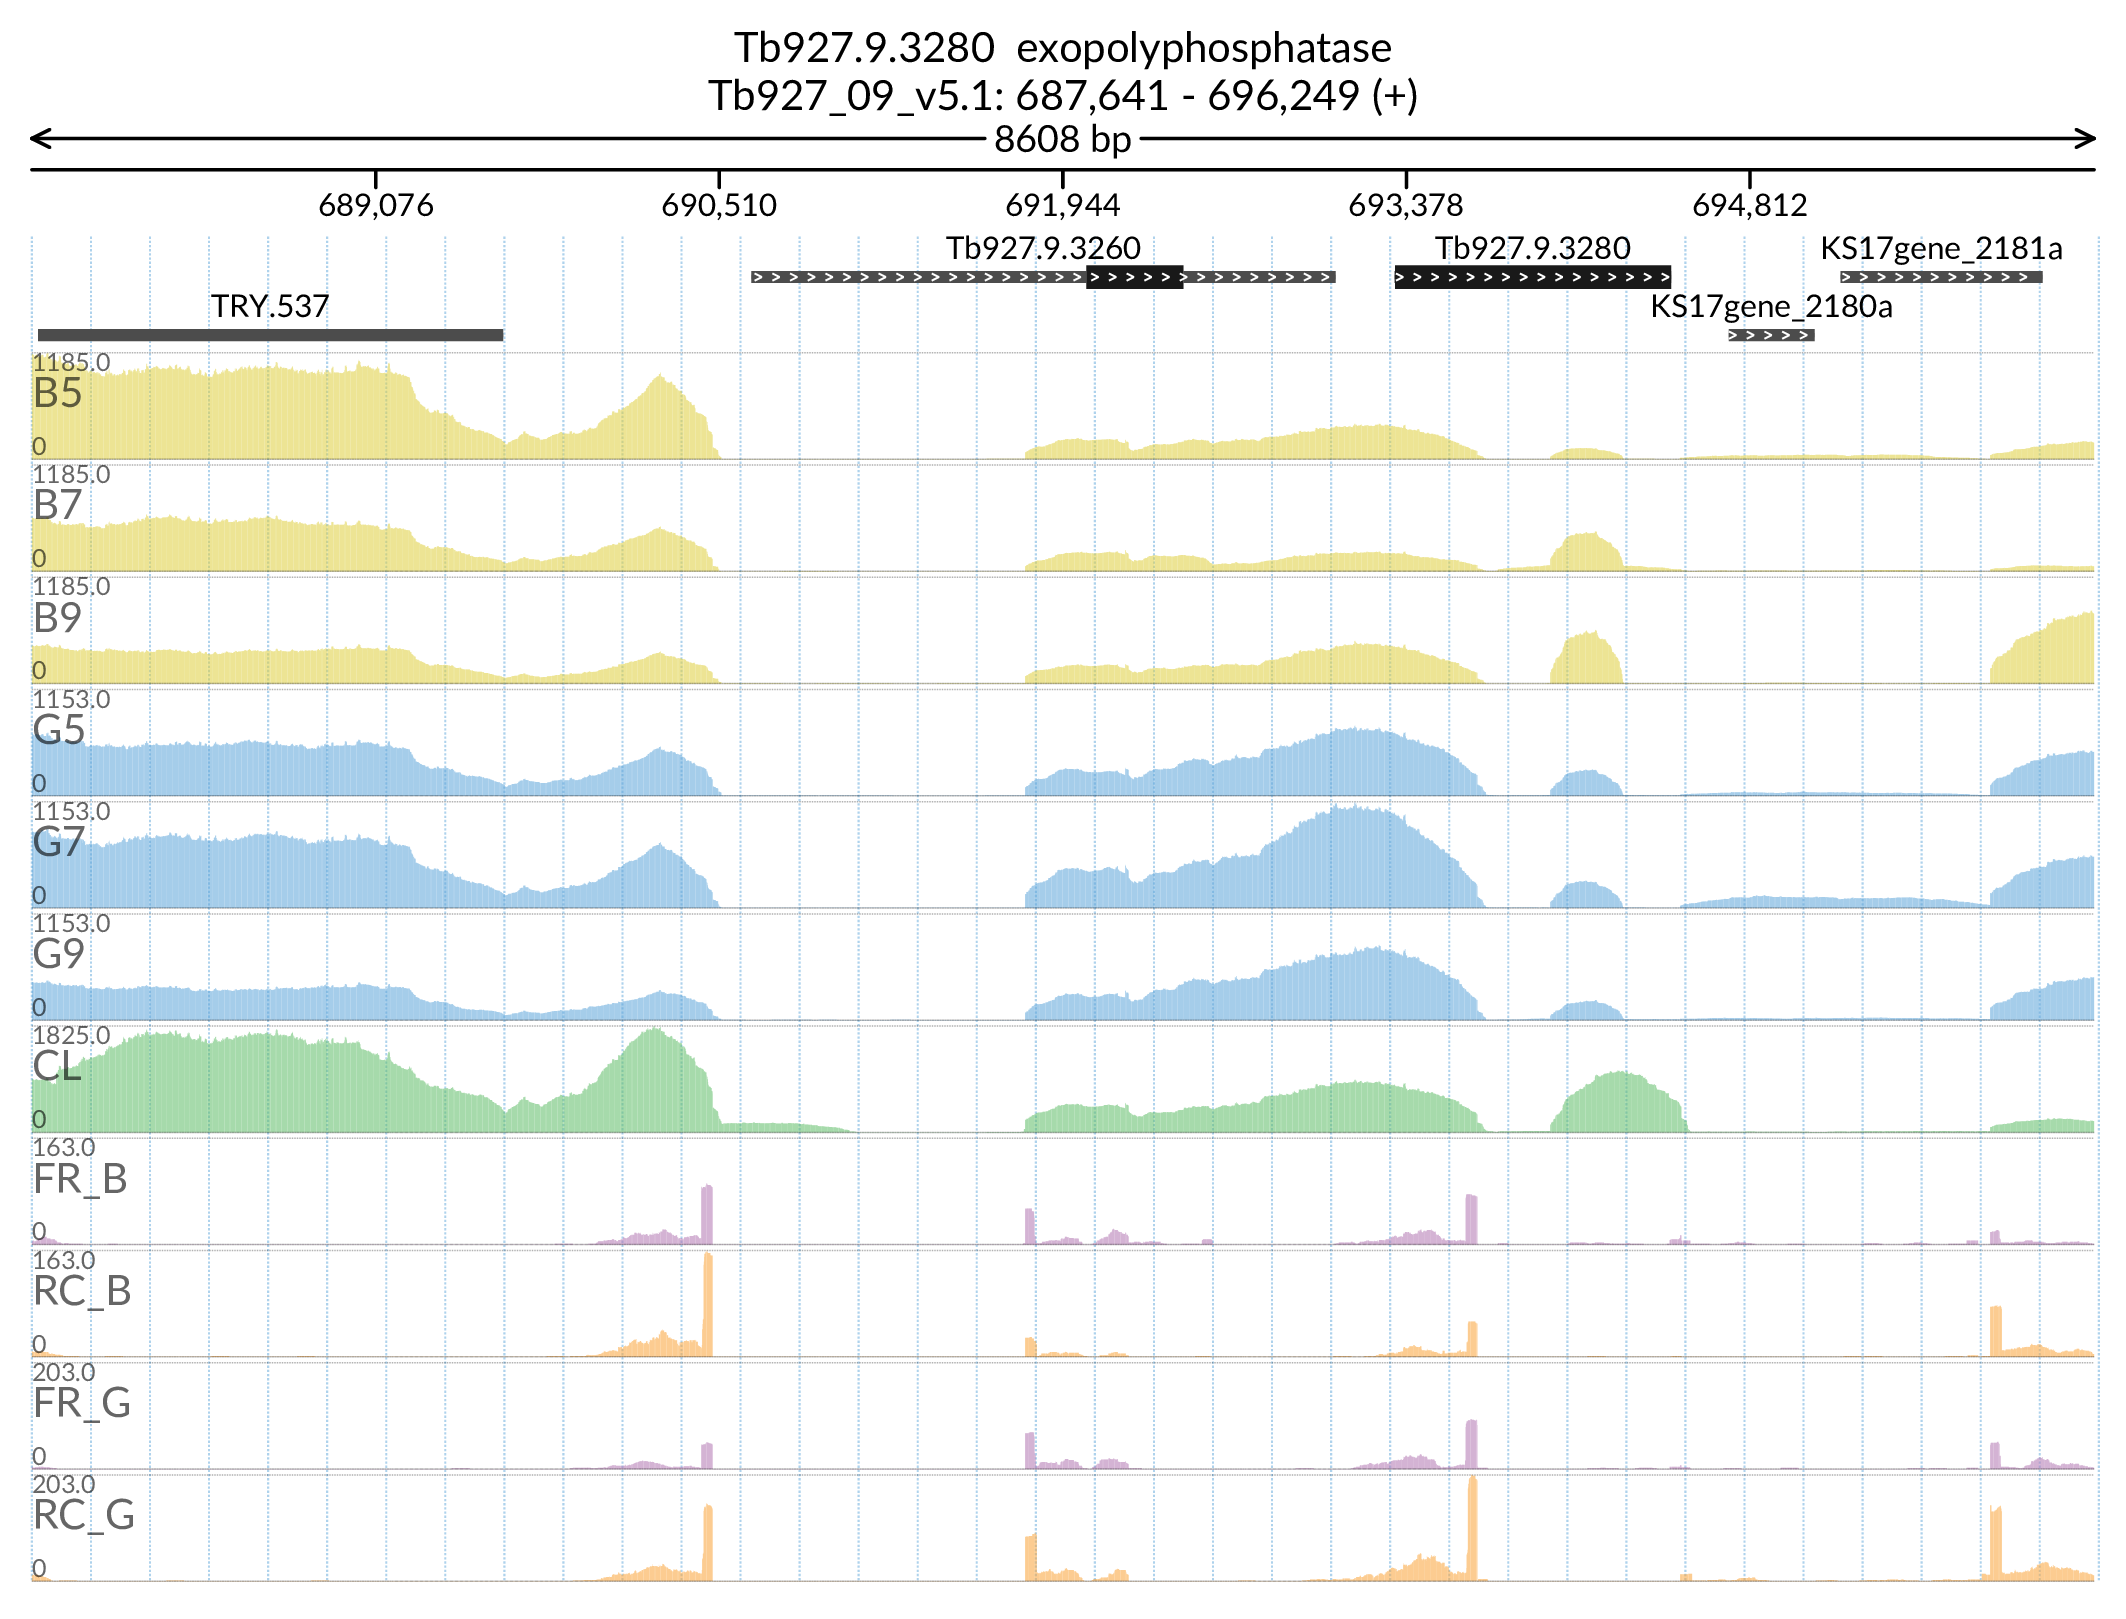 Tb927.9.3280  exopolyphosphatase
Tb927_09_v5.1: 687,641 - 696,249 (+)
8608 bp
689,076 690,510 691,944 693,378 694,812
Tb927.9.3260 Tb927.9.3280 KS17gene_2181a
TRY.537 KS17gene_2180a
1185.0
B5
0
1185.0
B7
0
1185.0
B9
0
1153.0
G5
0
1153.0
G7
0
1153.0
G9
0
1825.0
CL
0
163.0
FR_B
0
163.0
RC_B
0
203.0
FR_G
0
203.0
RC_G
0